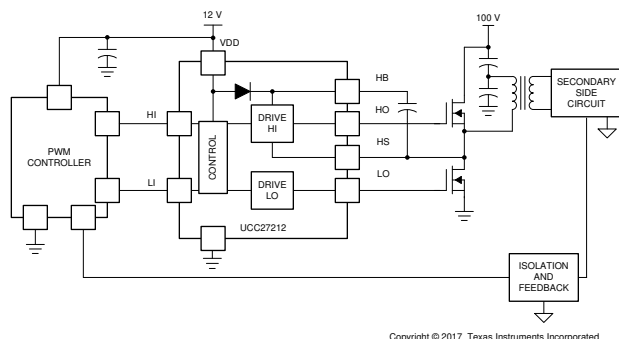 12 V
100 V
VDD
HB
SECONDARY
SIDE
CIRCUIT
HI
DRIVE
HI
HO
PWM
CONTROLLER
CONTROL
HS
LI
DRIVE
LO
LO
UCC27212
ISOLATION
AND
FEEDBACK
Copyright © 2017, Texas Instruments Incorporated